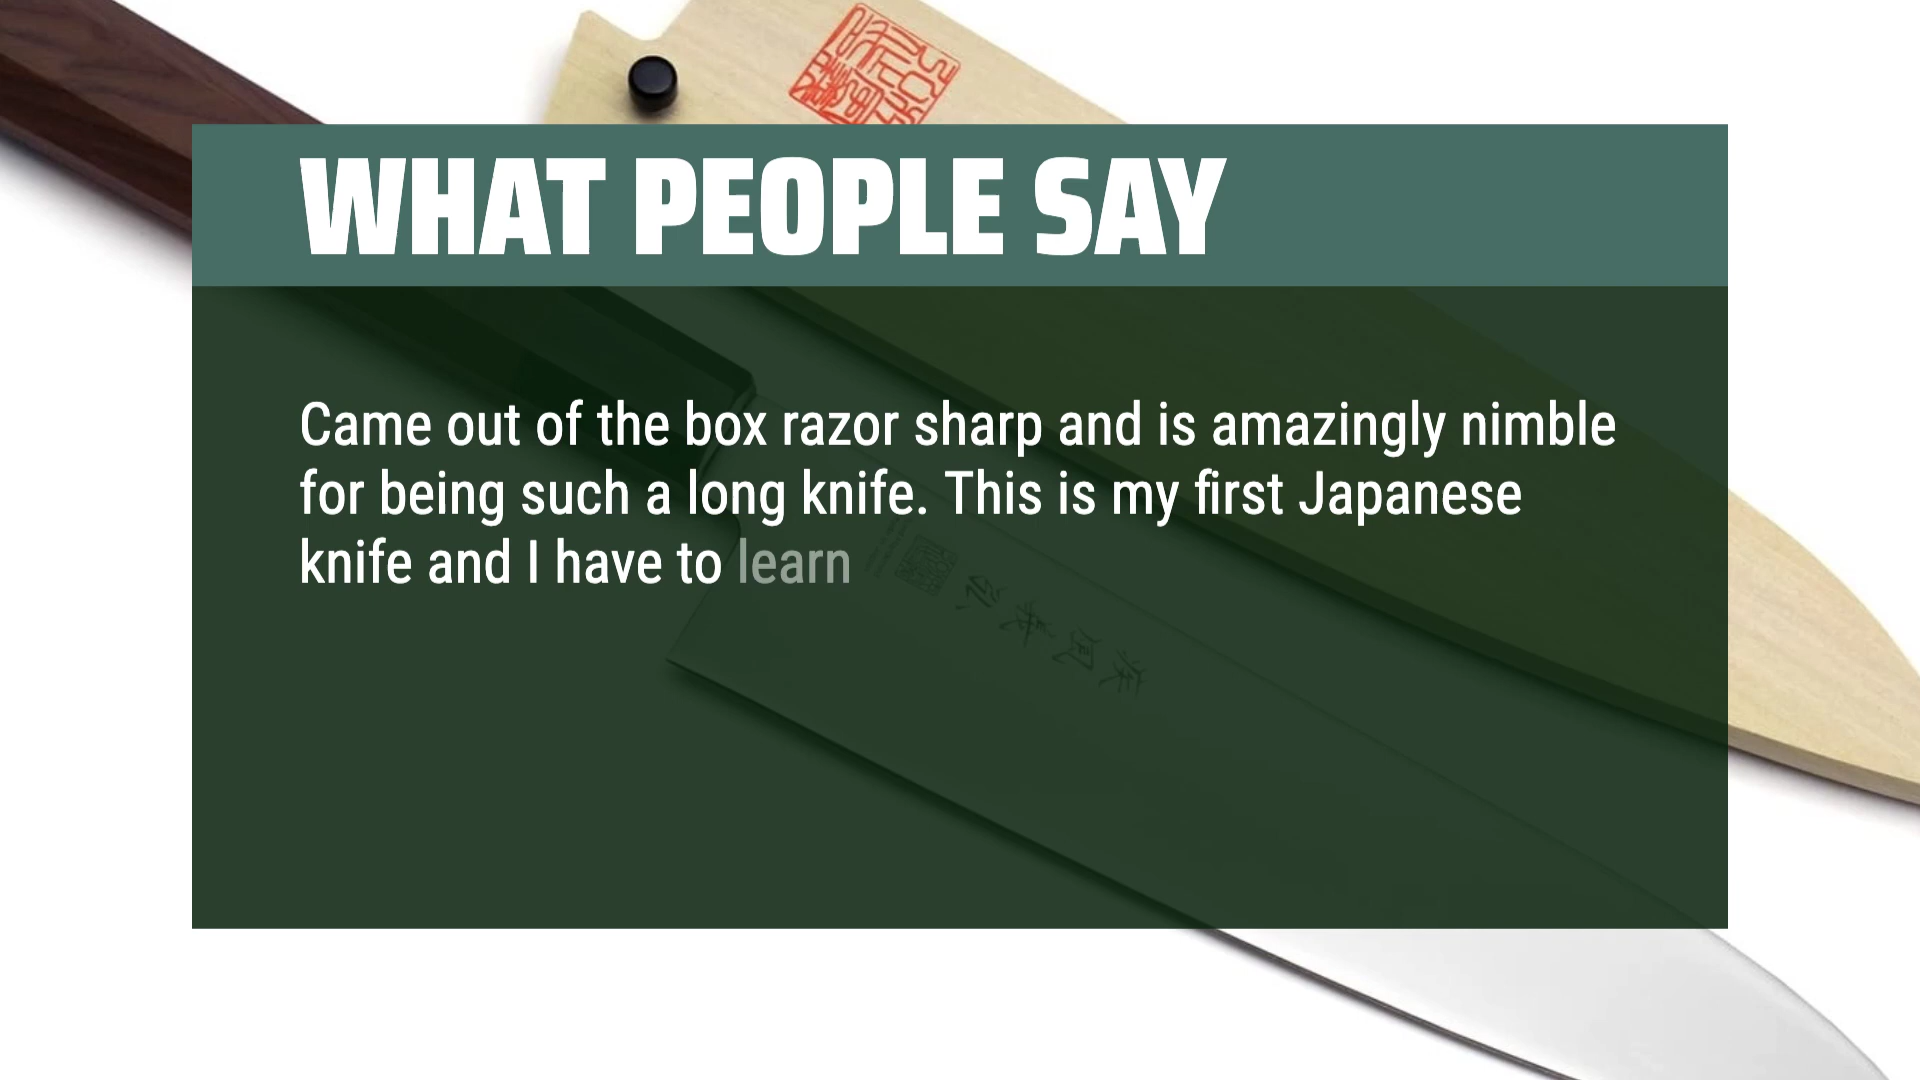 WHAT PEOPLE SAY
Came out of the box razor sharp and is amazingly nimble
for being such a long knife. This is my first Japanese
knife and I have to learn